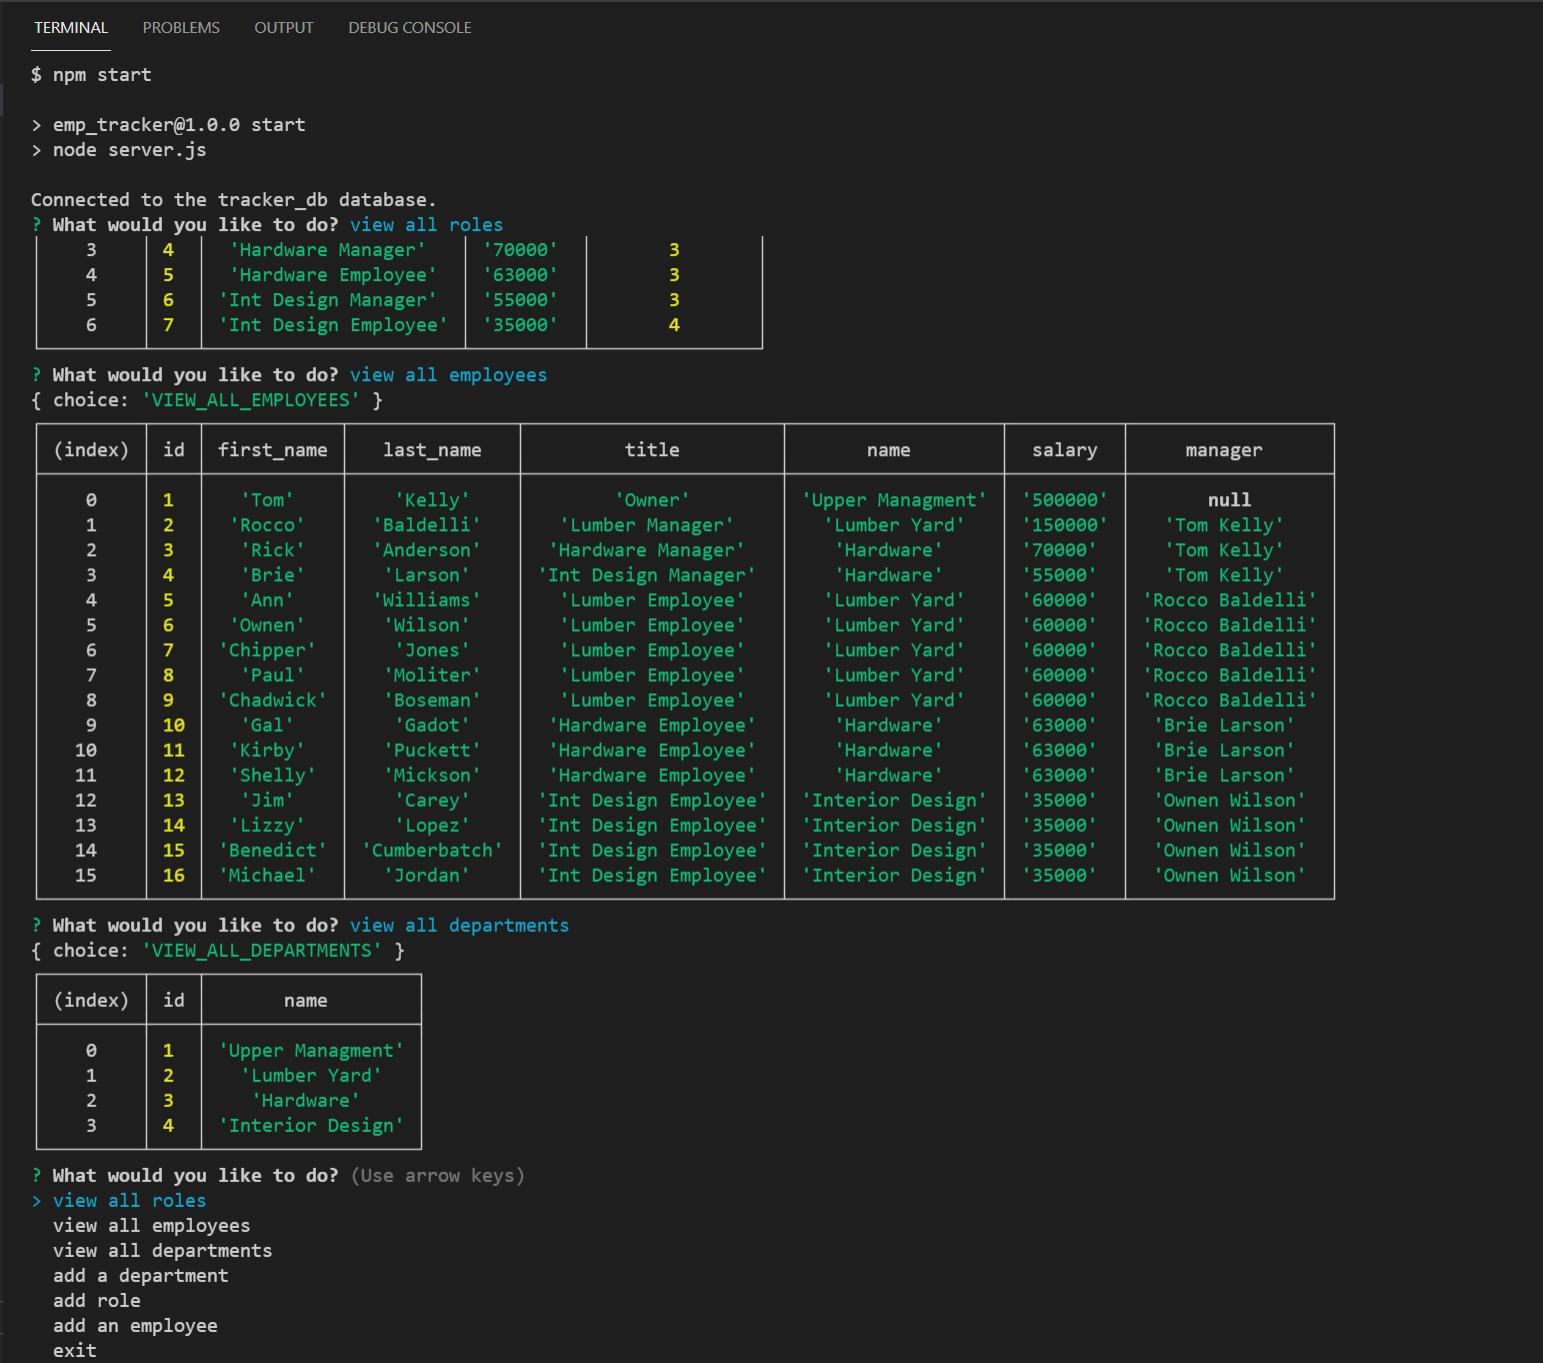 TERMINAL PROBLEMS OUTPUT DEBUG CONSOLE
$ npm start
> emp_tracker@1.0.0 start
> node server.js
Connected to the tracker_db database.
? What would you like to do? view all roles
3 4 'Hardware Manager' '70000' 3
4 5 'Hardware Employee' '63000' 3
5 6 'Int Design Manager' '55000' 3
6 7 'Int Design Employee' '35000' 4
? What would you like to do? view all employees
{ choice: 'VIEW_ALL_EMPLOYEES' }
(index) id first_name last_name title name salary manager
0 1 'Tom' 'Kelly' 'Owner' 'Upper Managment' '500000' null
1 2 'Rocco' 'Baldelli' 'Lumber Manager' 'Lumber Yard' '150000' 'Tom Kelly'
2 3 'Rick' 'Anderson' 'Hardware Manager' 'Hardware' '70000' 'Tom Kelly'
3 4 'Brie' 'Larson' 'Int Design Manager' 'Hardware' '55000' 'Tom Kelly'
4 5 'Ann' 'Williams' 'Lumber Employee' 'Lumber Yard' '60000' 'Rocco Baldelli'
5 6 'Ownen' 'Wilson' 'Lumber Employee' 'Lumber Yard' '60000' 'Rocco Baldelli'
6 7 'Chipper' 'Jones' 'Lumber Employee' 'Lumber Yard' '60000' 'Rocco Baldelli'
7 8 'Paul' 'Moliter' 'Lumber Employee' 'Lumber Yard' '60000' 'Rocco Baldelli'
8 9 'Chadwick' 'Boseman' 'Lumber Employee' 'Lumber Yard' '60000' 'Rocco Baldelli'
9 10 'Gal' 'Gadot' 'Hardware Employee' 'Hardware' '63000' 'Brie Larson'
10 11 'Kirby' 'Puckett' 'Hardware Employee' 'Hardware' '63000' 'Brie Larson'
11 12 'Shelly' 'Mickson' 'Hardware Employee' 'Hardware' '63000' 'Brie Larson'
12 13 'Jim' 'Carey' 'Int Design Employee' 'Interior Design' '35000' 'Ownen Wilson'
13 14 'Lizzy' 'Lopez' 'Int Design Employee' 'Interior Design' '35000' 'Ownen Wilson'
14 15 'Benedict' 'Cumberbatch' 'Int Design Employee' 'Interior Design' '35000' 'Ownen Wilson'
15 16 'Michael' 'Jordan' 'Int Design Employee' 'Interior Design' '35000' 'Ownen Wilson'
? What would you like to do? view all departments
{ choice: 'VIEW_ALL_DEPARTMENTS' }
(index) id name
0 1 'Upper Managment'
1 2 'Lumber Yard'
2 3 'Hardware'
3 4 'Interior Design'
? What would you like to do? (Use arrow keys)
> view all roles
view all employees
view all departments
add a department
add role
add an employee
exit